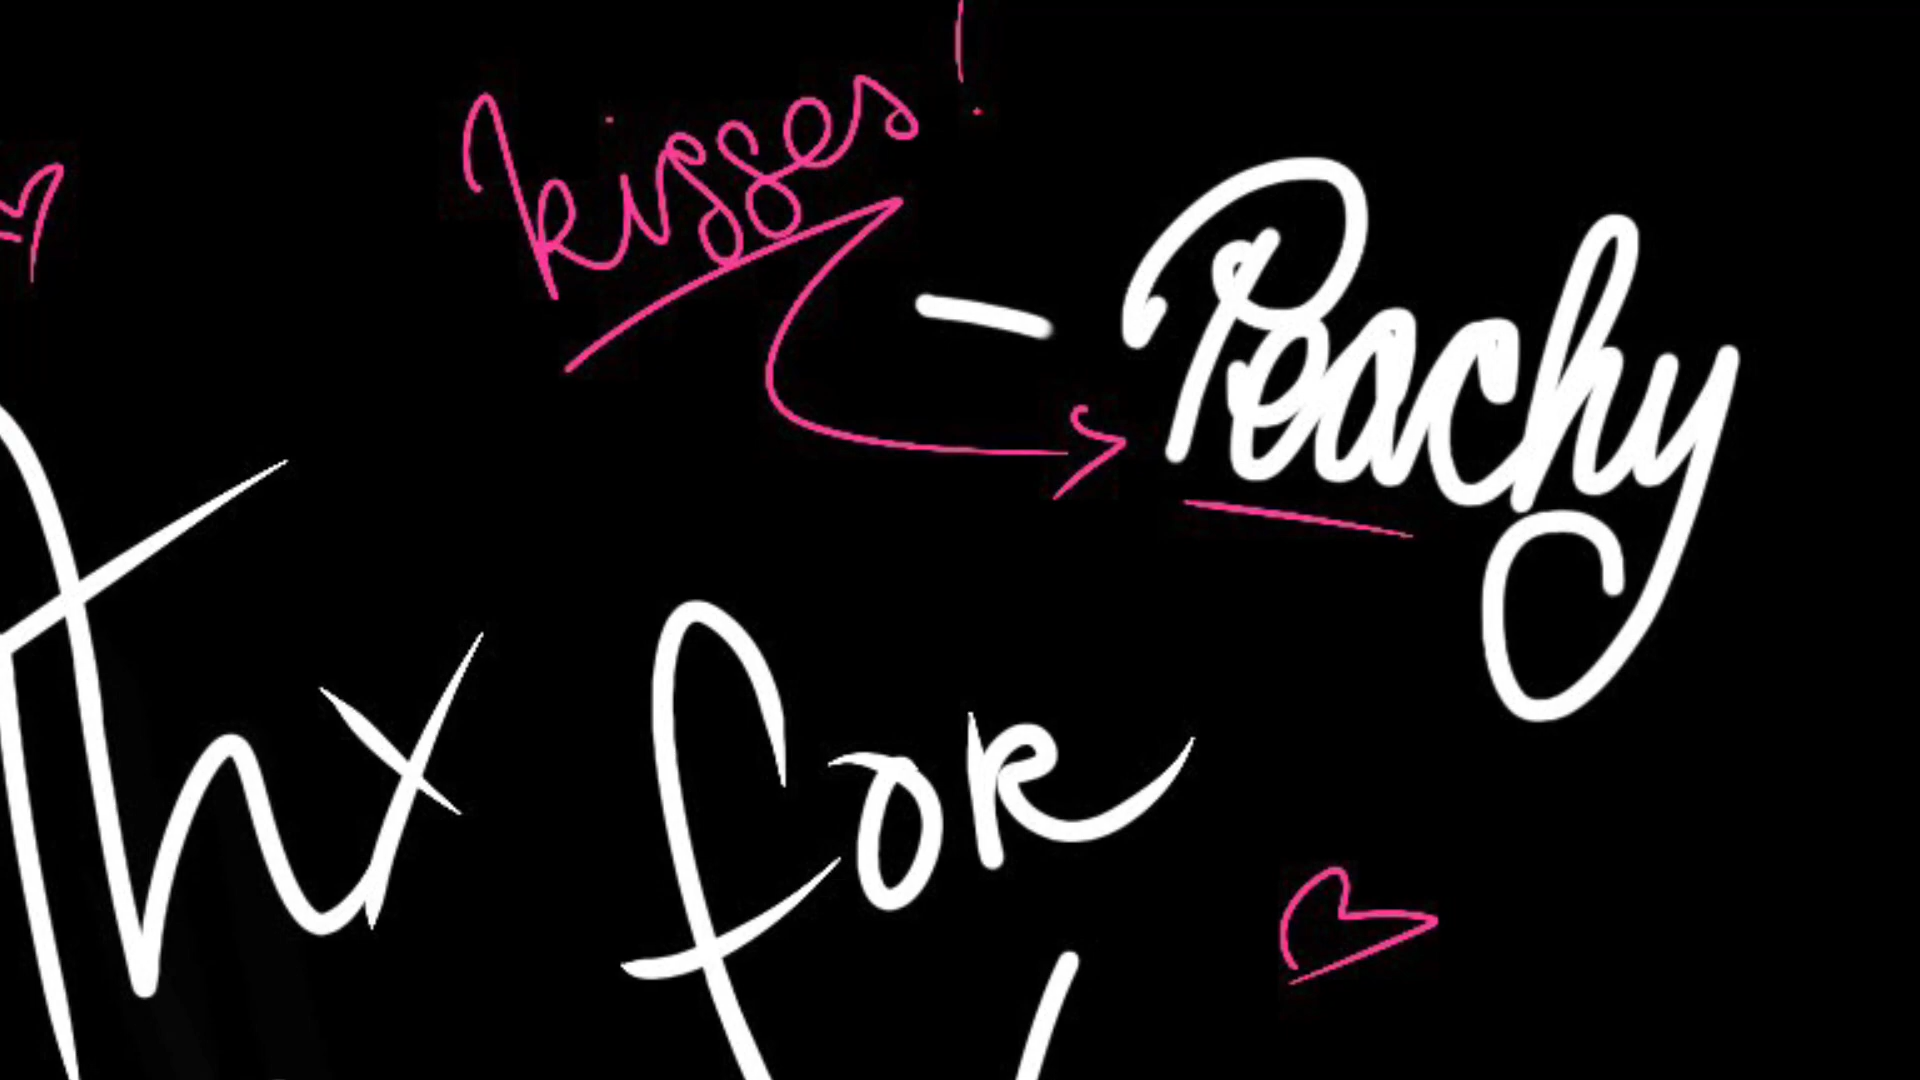 kisses!
- Peachy
Thx for